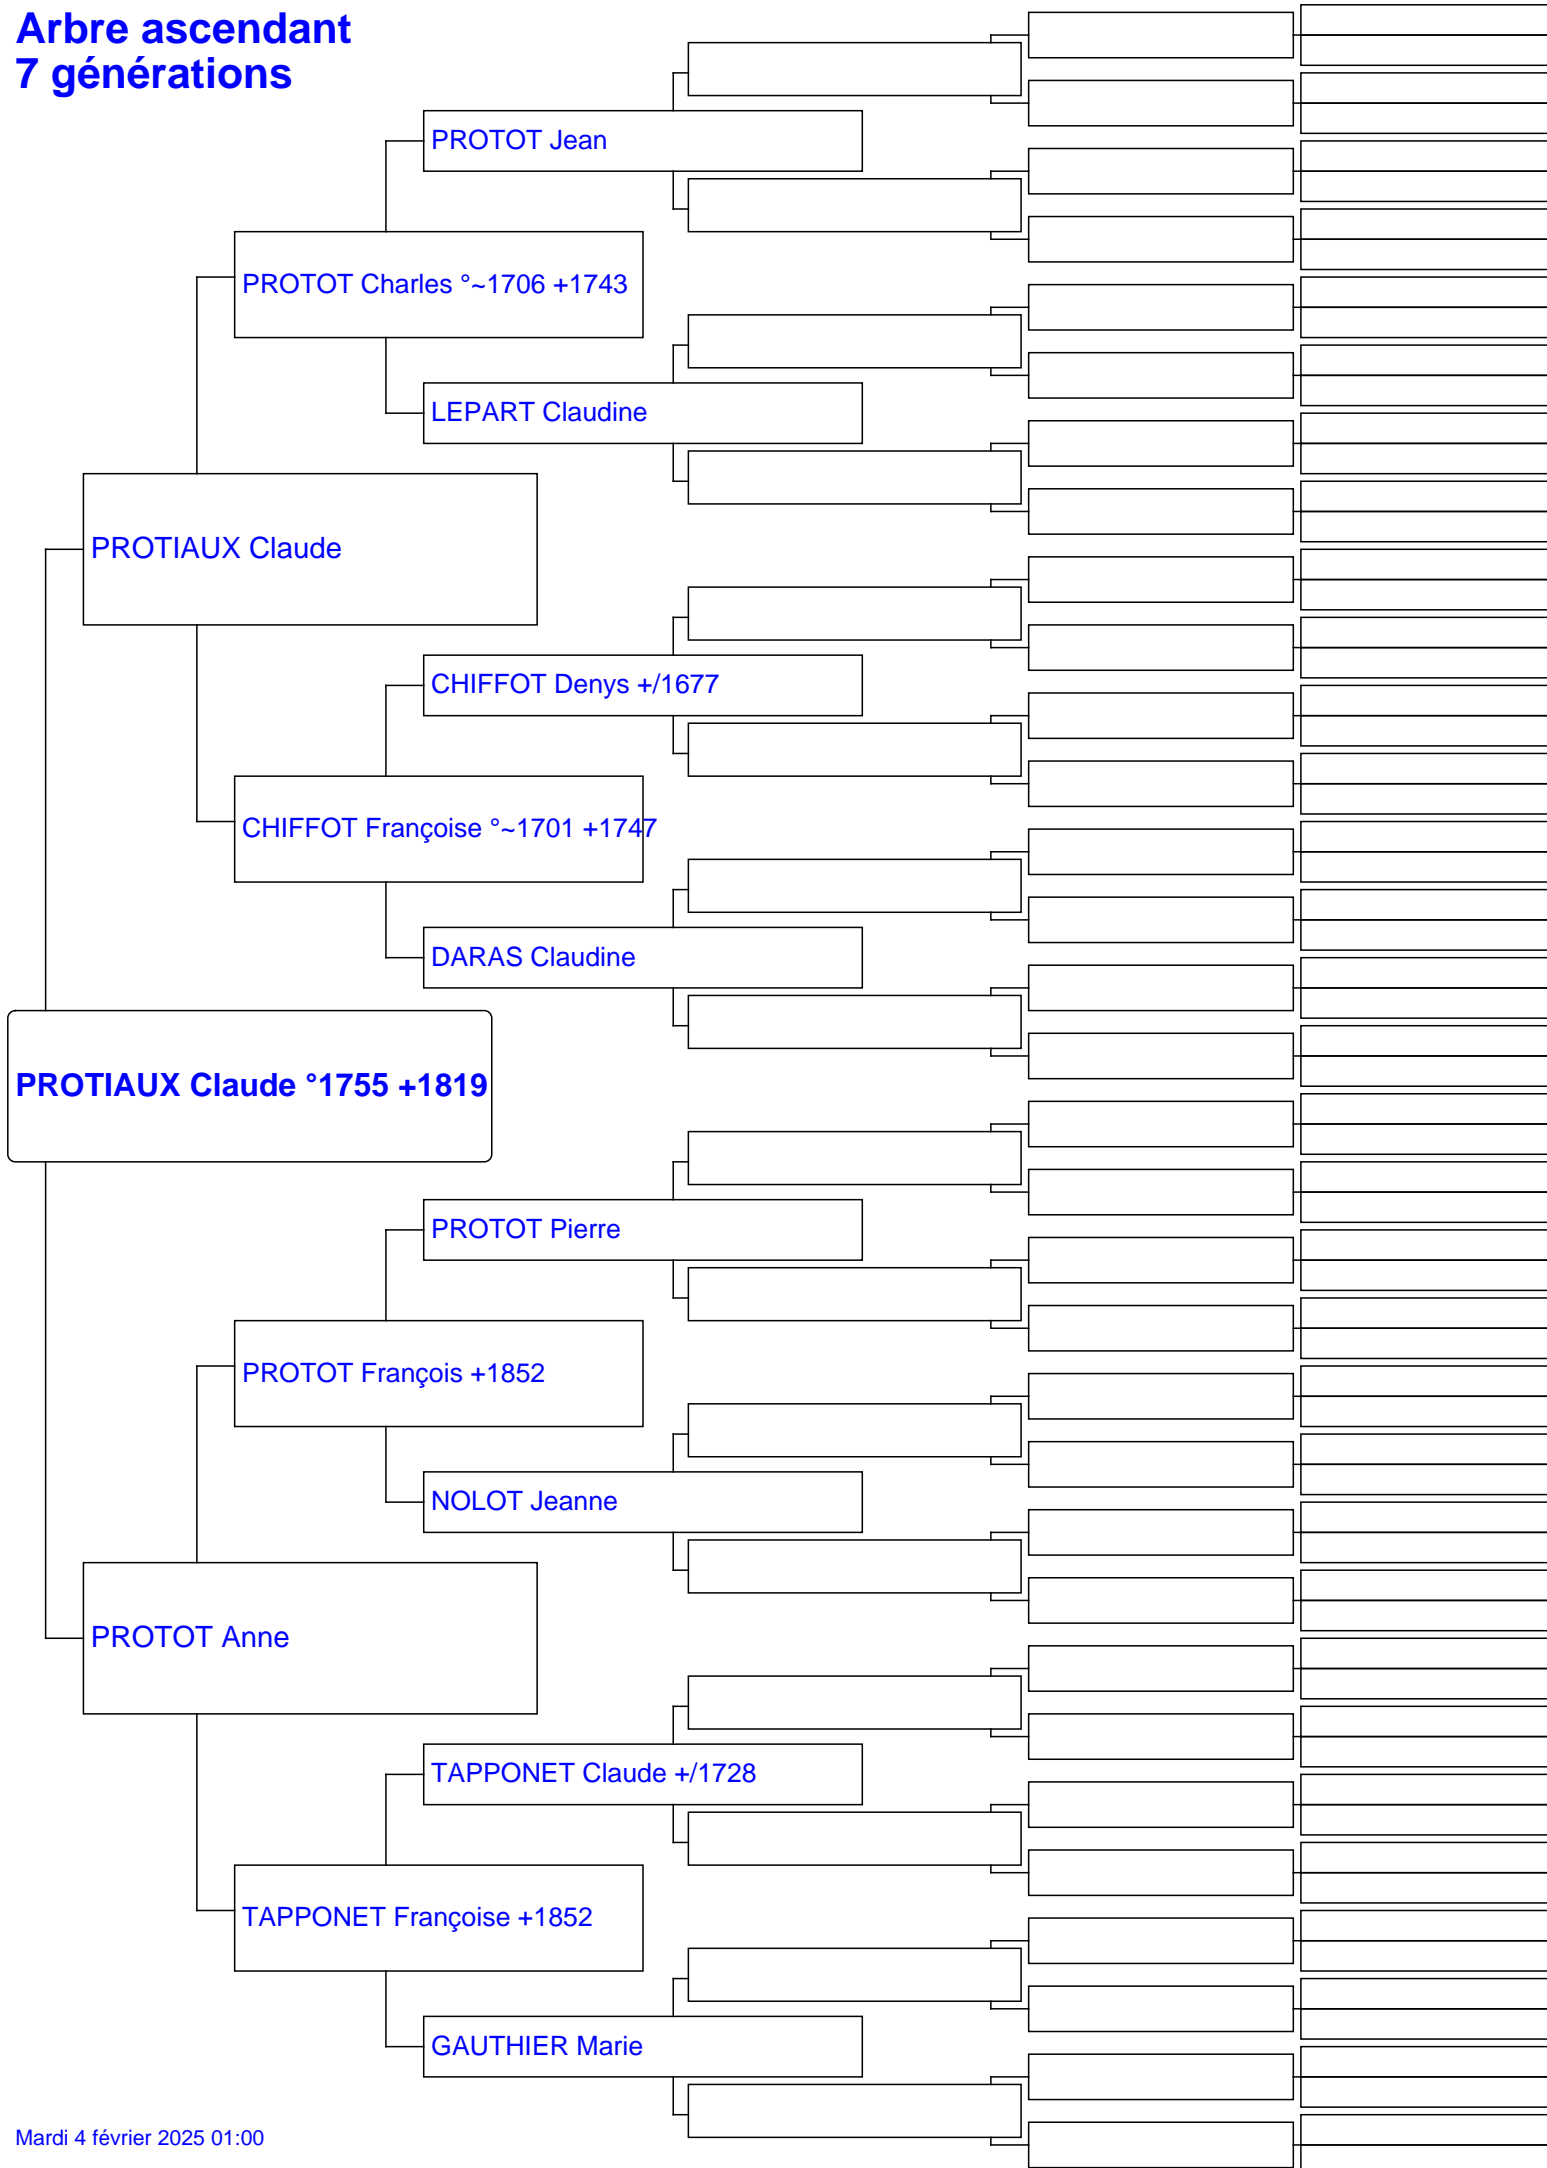 Arbre ascendant
7 générations
PROTOT Jean
PROTOT Charles °~1706 +1743
LEPART Claudine
PROTIAUX Claude
CHIFFOT Denys +/1677
CHIFFOT Françoise °~1701 +1747
DARAS Claudine
PROTIAUX Claude °1755 +1819
PROTOT Pierre
PROTOT François +1852
NOLOT Jeanne
PROTOT Anne
TAPPONET Claude +/1728
TAPPONET Françoise +1852
GAUTHIER Marie
Mardi 4 février 2025 01:00